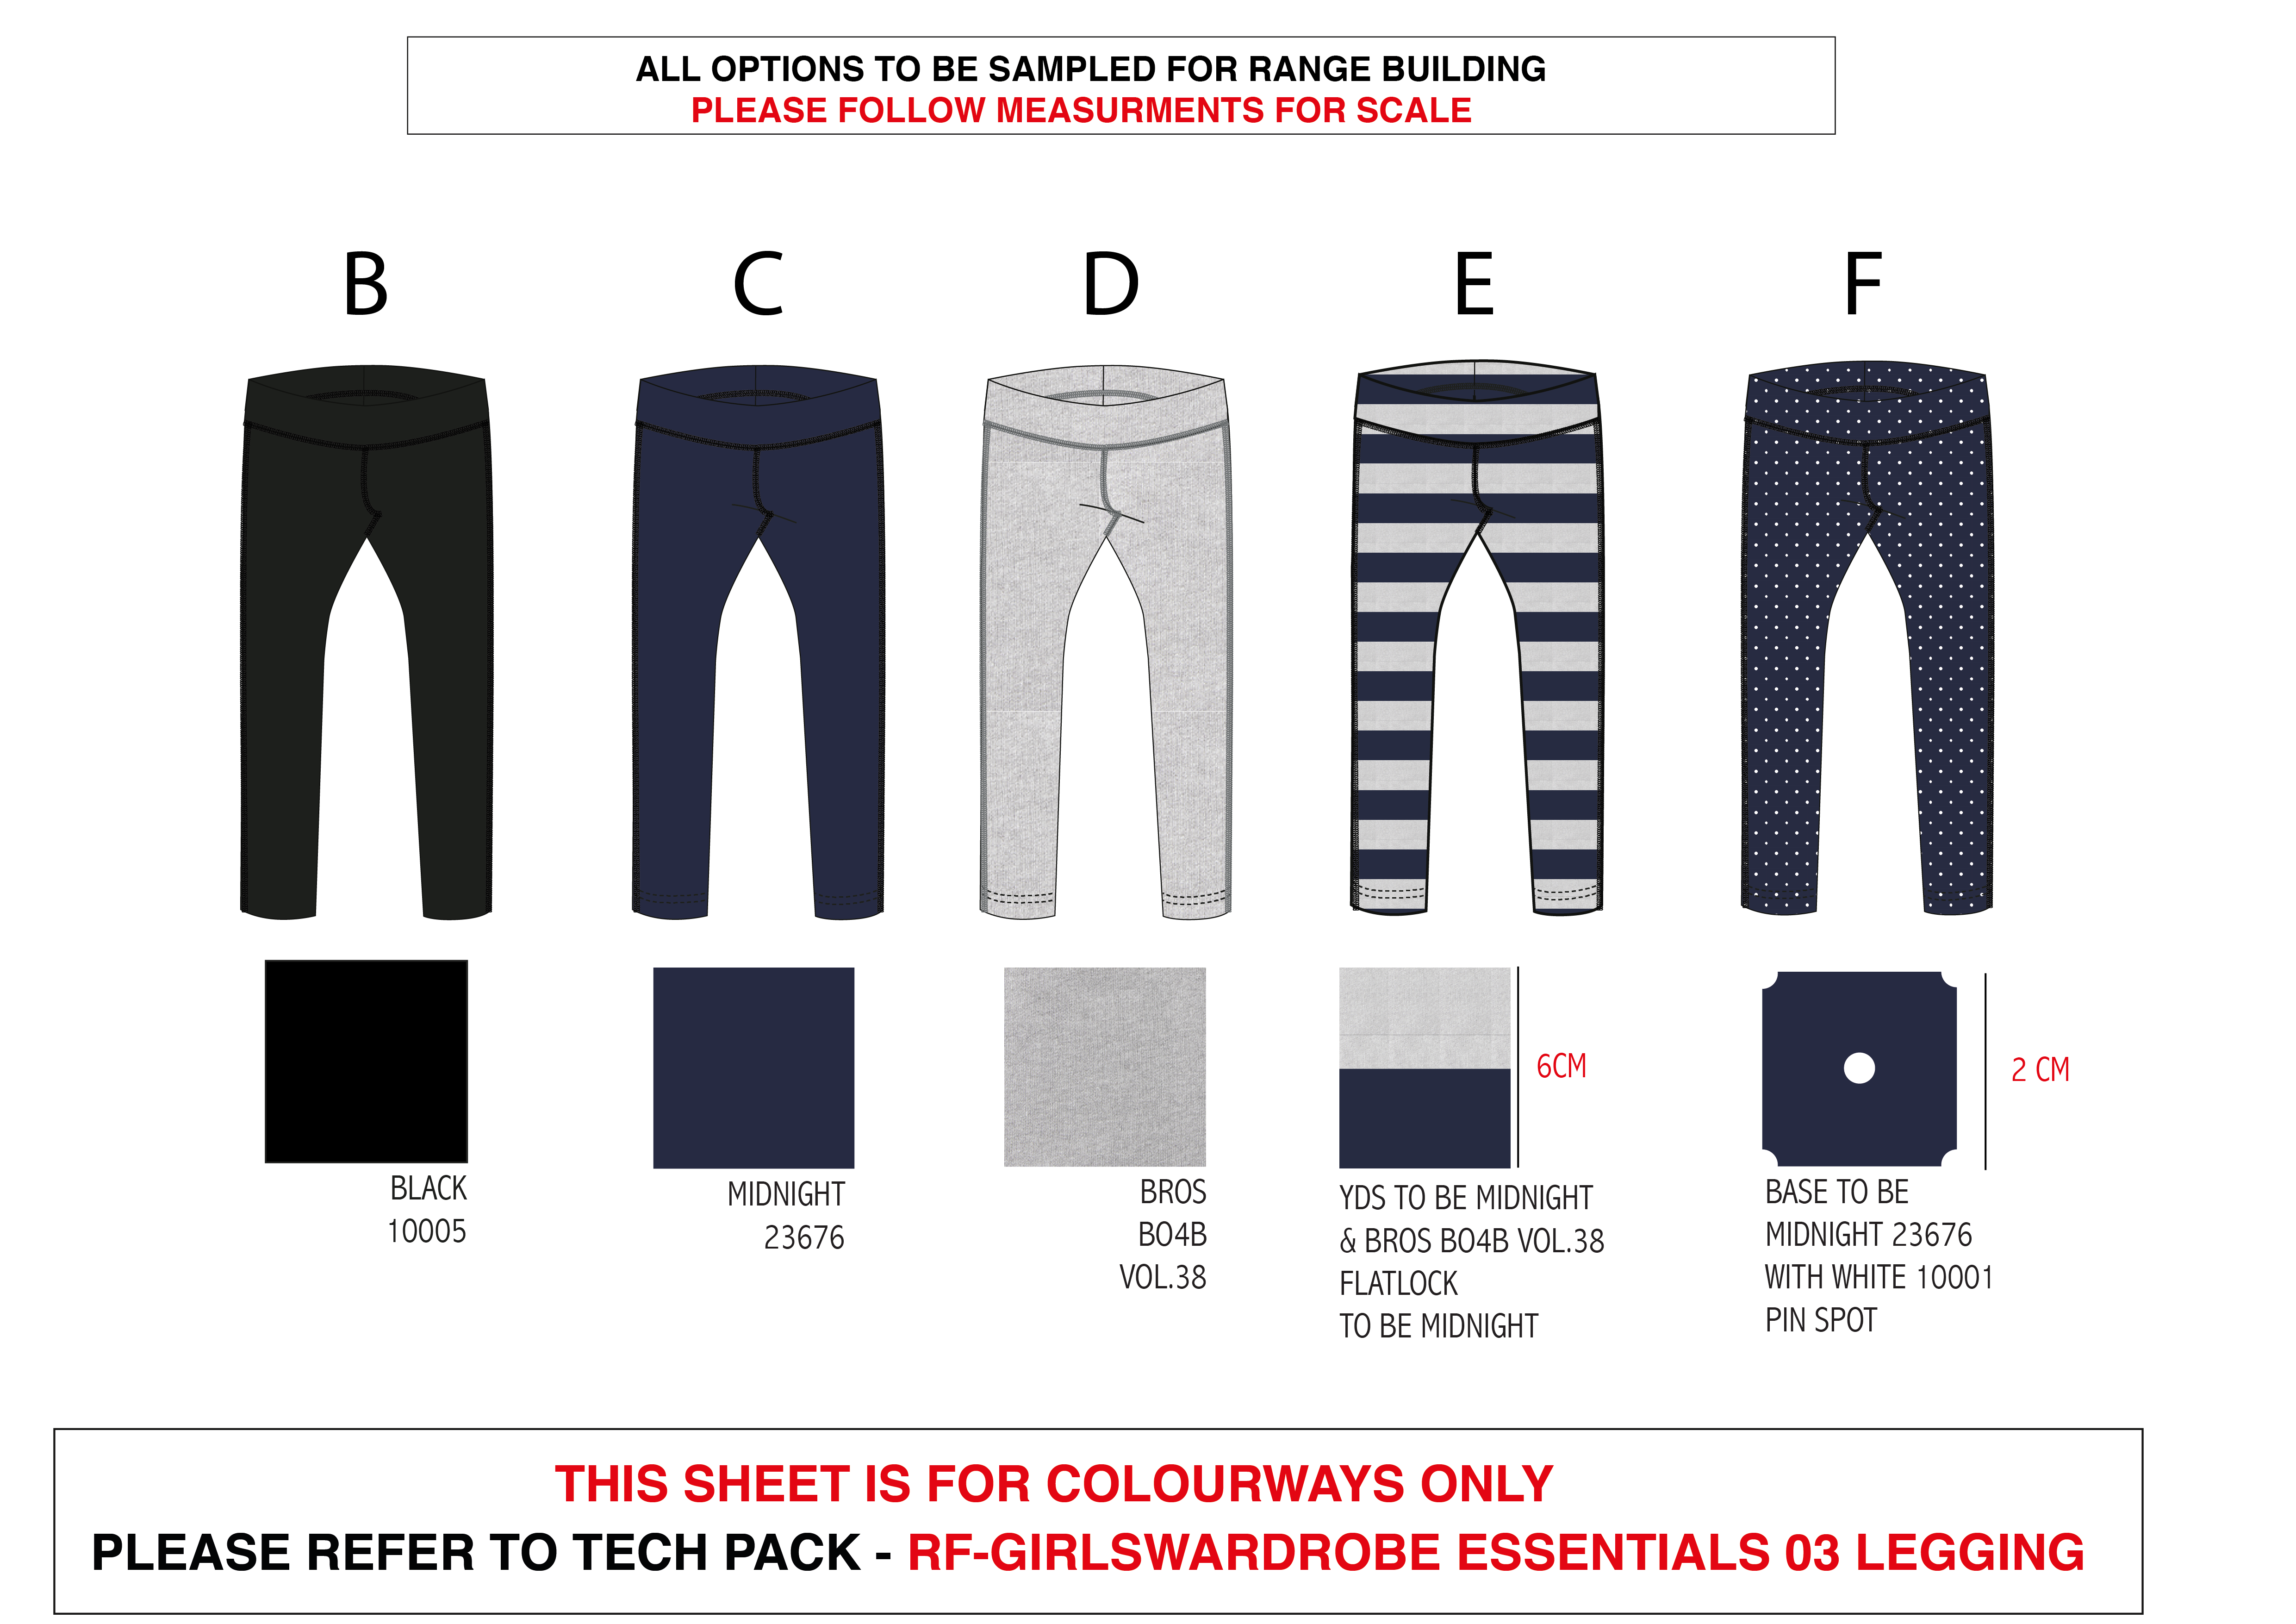 ALL OPTIONS TO BE SAMPLED FOR RANGE BUILDING
PLEASE FOLLOW MEASURMENTS FOR SCALE
B
C
D
E
F
BLACK
10005
MIDNIGHT
23676
BROS
BO4B
VOL.38
6CM
YDS TO BE MIDNIGHT
& BROS BO4B VOL.38
FLATLOCK
TO BE MIDNIGHT
2 CM
BASE TO BE
MIDNIGHT 23676
WITH WHITE 10001
PIN SPOT
THIS SHEET IS FOR COLOURWAYS ONLY
PLEASE REFER TO TECH PACK - RF-GIRLSWARDROBE ESSENTIALS 03 LEGGING